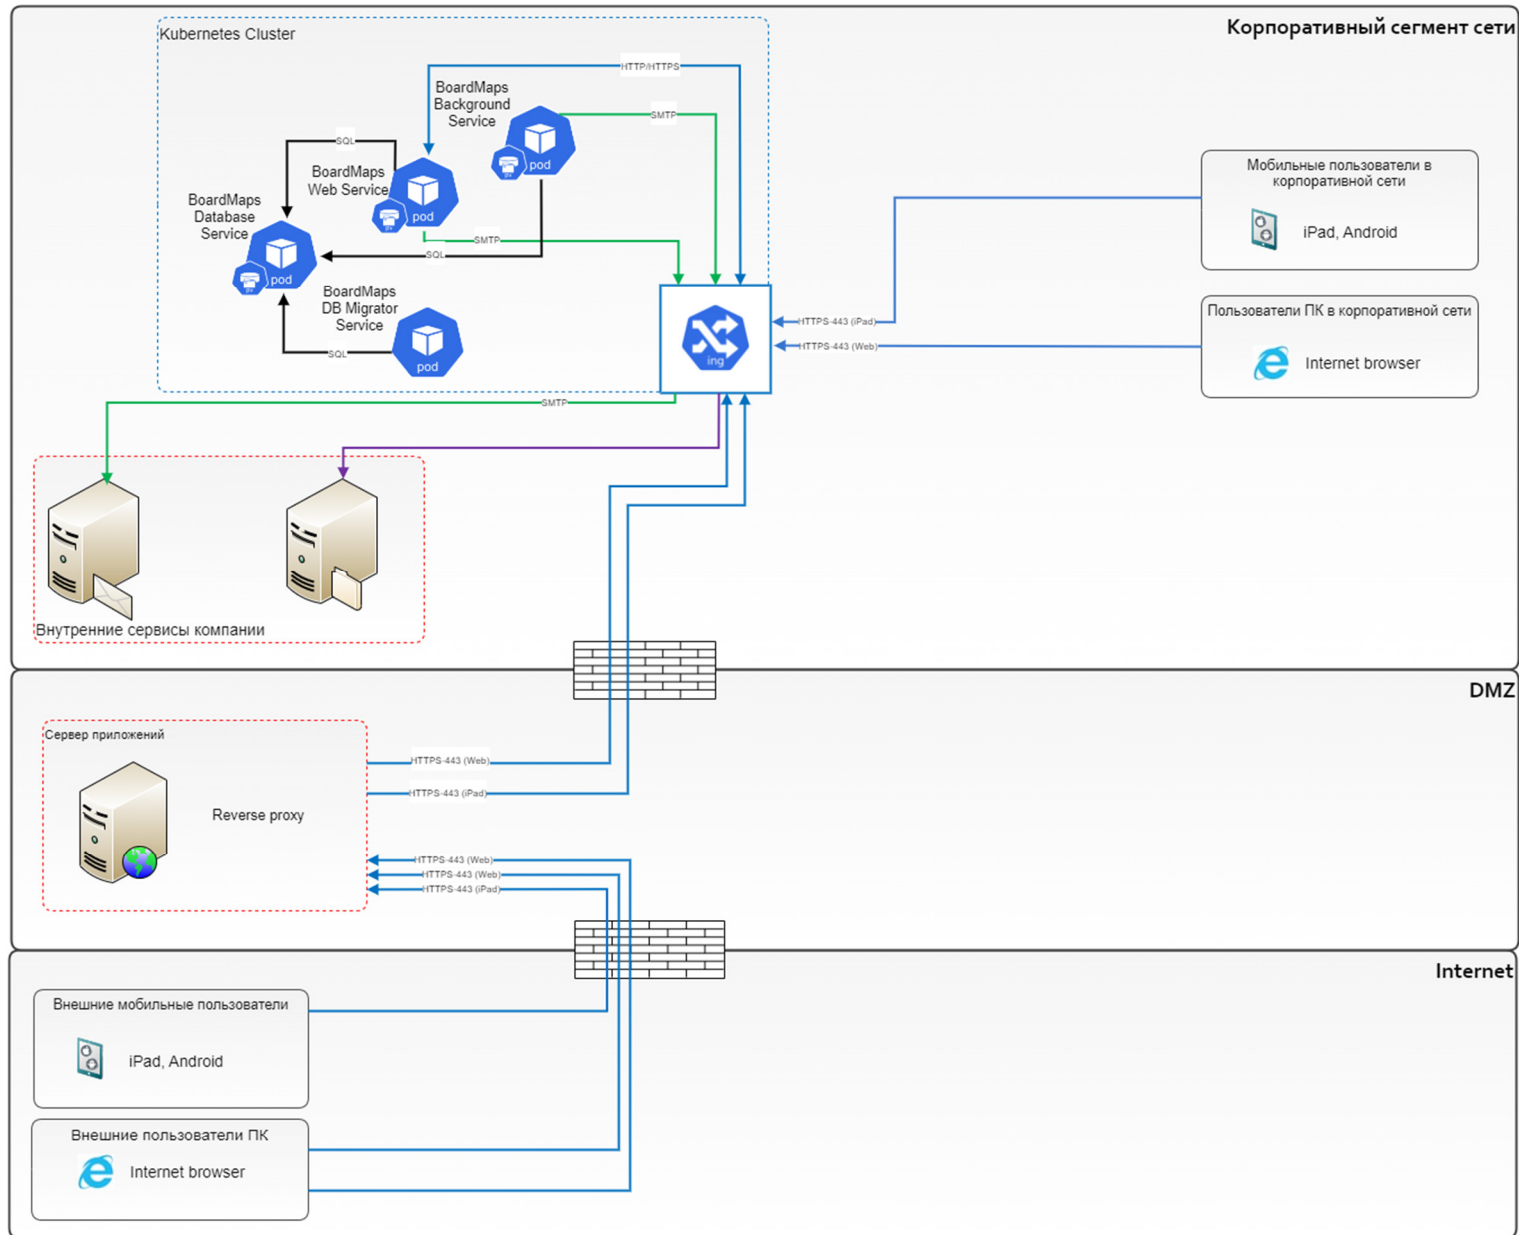 Корпоративный сегмент сети
Kubernetes Cluster
HTTP/HTTPS
BoardMaps
Background
Service
SMTP
pod
SQL
BoardMaps
Web Service
pod
BoardMaps
Database
Service
pod
SMTP
SQL
BoardMaps
DB Migrator
Service
SQL
pod
ing
Мобильные пользователи в
корпоративной сети
iPad, Android
HTTPS-443 (iPad)
Пользователи ПК в корпоративной сети
HTTPS-443 (Web)
Internet browser
SMTP
Внутренние сервисы компании
DMZ
Сервер приложений
HTTPS-443 (Web)
HTTPS-443 (iPad)
Reverse proxy
HTTPS-443 (Web)
HTTPS-443 (Web)
HTTPS-443 (iPad)
Internet
Внешние мобильные пользователи
iPad, Android
Внешние пользователи ПК
Internet browser